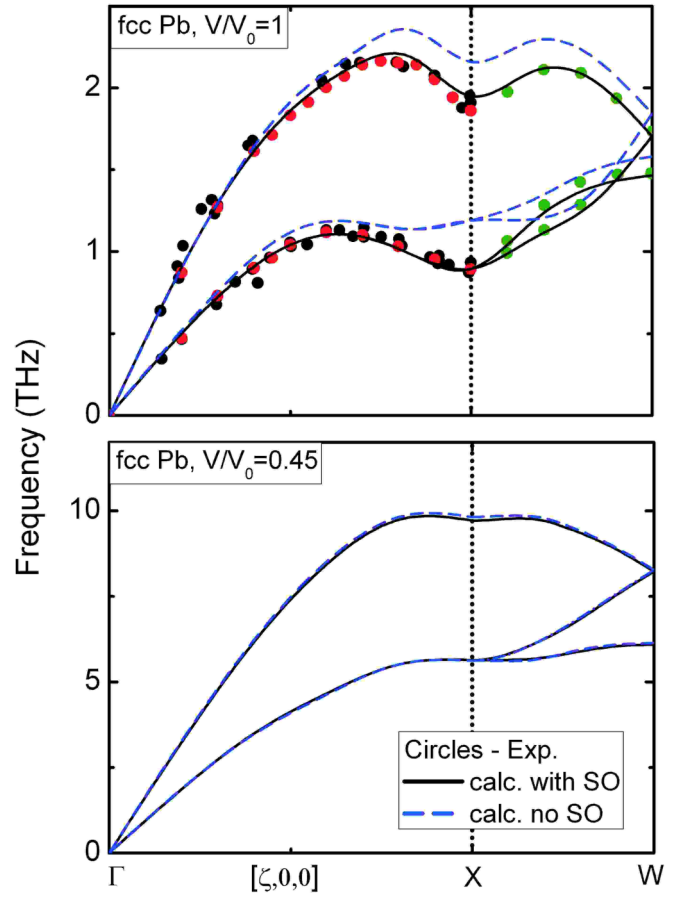 fcc Pb, V/V₀=1
2
1
0
Frequency (THz)
fcc Pb, V/V₀=0.45
10
5
0
Circles - Exp.
calc. with SO
calc. no SO
Γ [ζ,0,0] X W